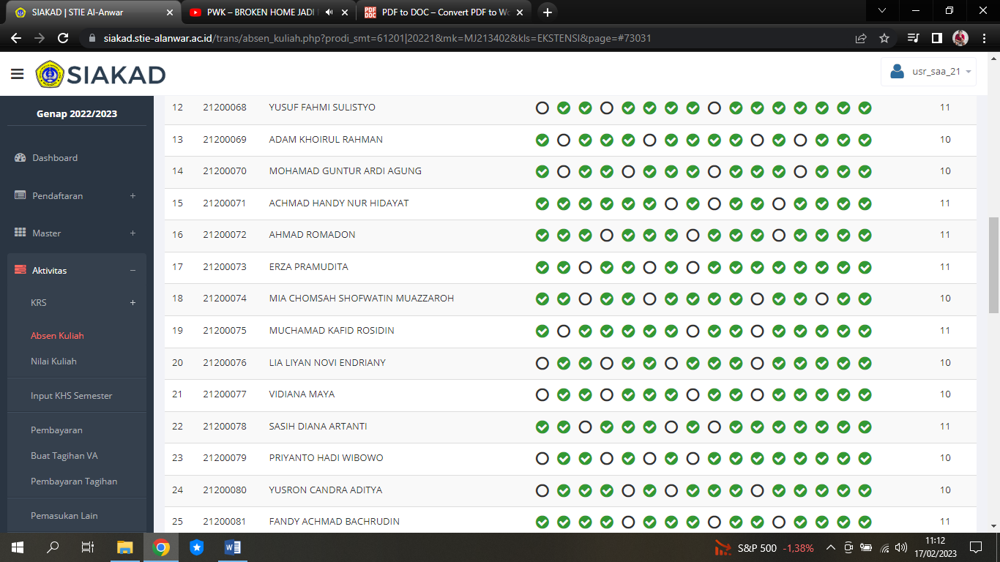 SIAKAD | STIE Al-Anwar
PWK – BROKEN HOME JADI
PDF to DOC – Convert PDF to Wo
siakad.stie-alanwar.ac.id/trans/absen_kuliah.php?prodi_smt=61201|20221&mk=MJ213402&kls=EKSTENSI&page=#73031
SIAKAD
usr_saa_21
Genap 2022/2023
Dashboard
Pendaftaran +
Master +
Aktivitas −
KRS +
Absen Kuliah
Nilai Kuliah
Input KHS Semester
Pembayaran
Buat Tagihan VA
Pembayaran Tagihan
Pemasukan Lain
12 21200068 YUSUF FAHMI SULISTYO 11
13 21200069 ADAM KHOIRUL RAHMAN 10
14 21200070 MOHAMAD GUNTUR ARDI AGUNG 10
15 21200071 ACHMAD HANDY NUR HIDAYAT 11
16 21200072 AHMAD ROMADON 11
17 21200073 ERZA PRAMUDITA 11
18 21200074 MIA CHOMSAH SHOFWATIN MUAZZAROH 10
19 21200075 MUCHAMAD KAFID ROSIDIN 11
20 21200076 LIA LIYAN NOVI ENDRIANY 10
21 21200077 VIDIANA MAYA 10
22 21200078 SASIH DIANA ARTANTI 11
23 21200079 PRIYANTO HADI WIBOWO 10
24 21200080 YUSRON CANDRA ADITYA 10
25 21200081 FANDY ACHMAD BACHRUDIN 11
S&P 500 -1,38%
11:12
17/02/2023